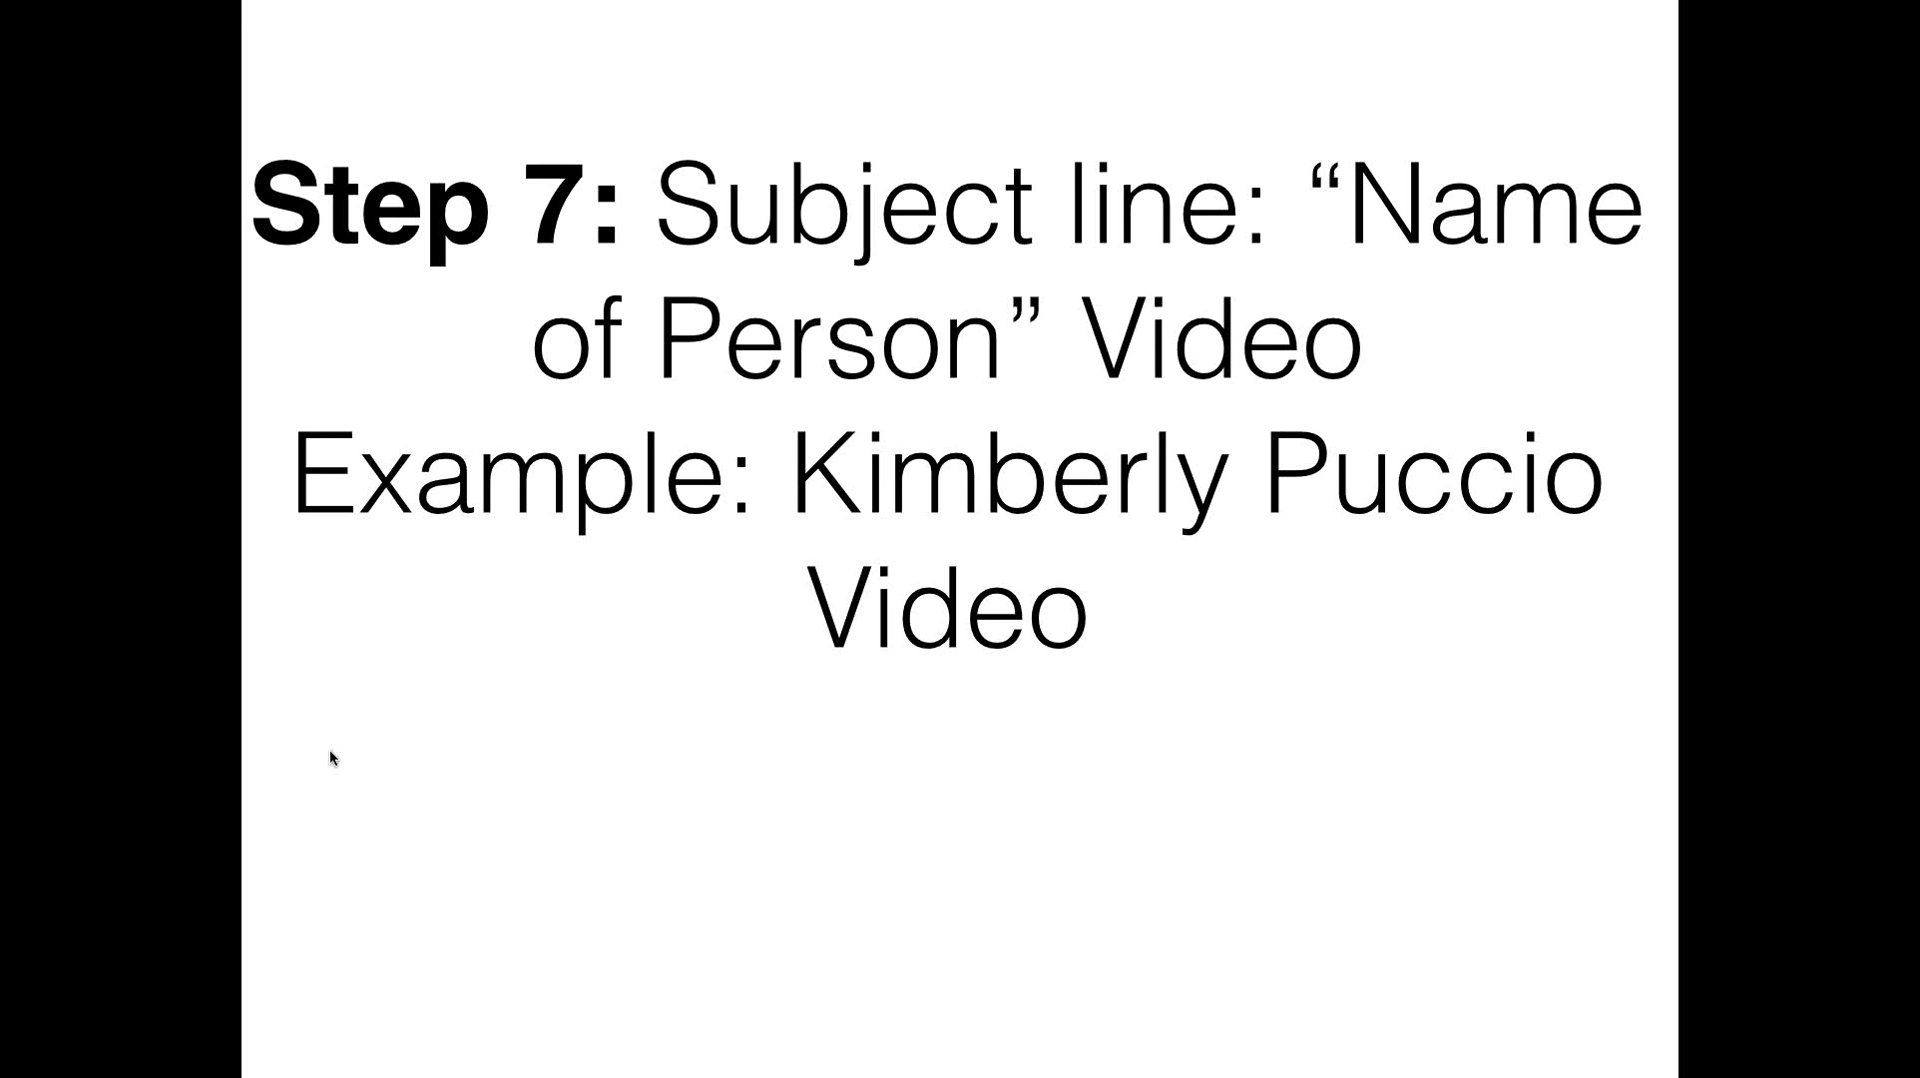 Step 7: Subject line: “Name
of Person” Video
Example: Kimberly Puccio
Video